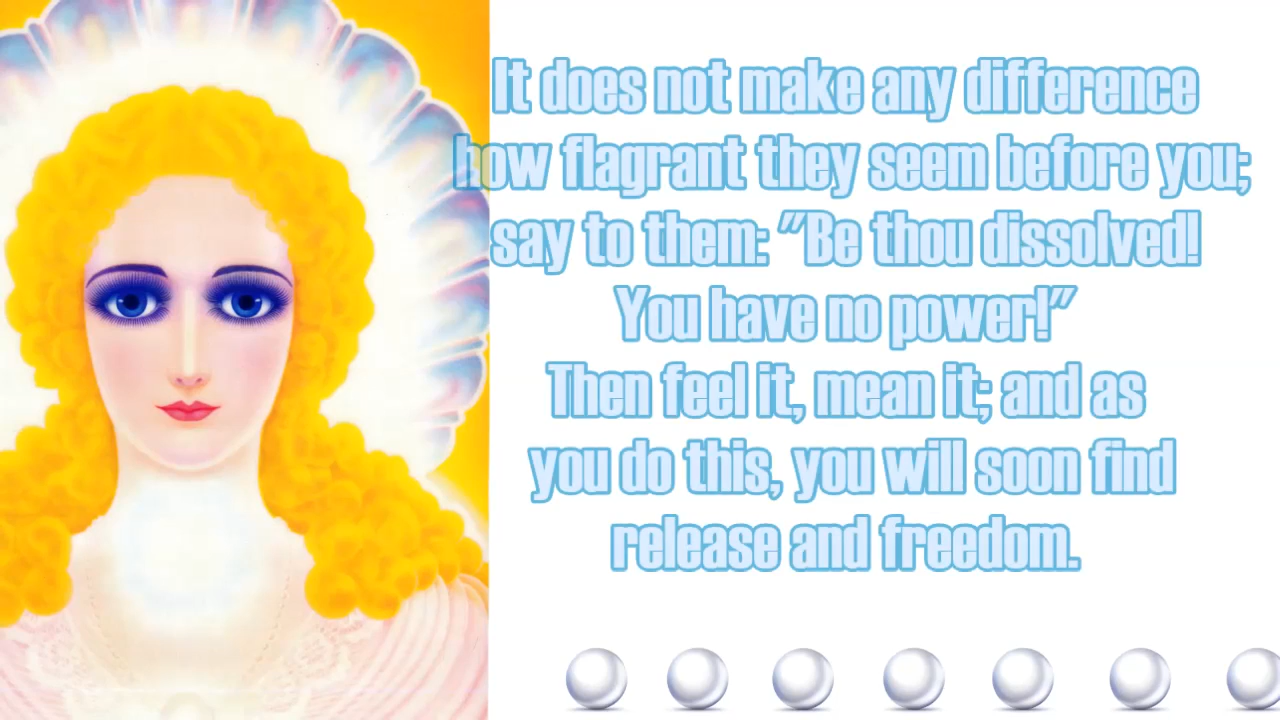 It does not make any difference
how flagrant they seem before you;
say to them: "Be thou dissolved!
You have no power!"
Then feel it, mean it; and as
you do this, you will soon find
release and freedom.